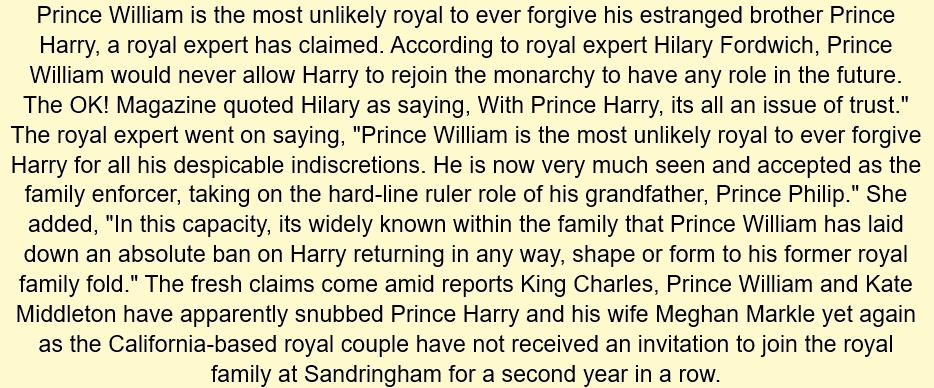 Prince William is the most unlikely royal to ever forgive his estranged brother Prince
Harry, a royal expert has claimed. According to royal expert Hilary Fordwich, Prince
William would never allow Harry to rejoin the monarchy to have any role in the future.
The OK! Magazine quoted Hilary as saying, With Prince Harry, its all an issue of trust."
The royal expert went on saying, "Prince William is the most unlikely royal to ever forgive
Harry for all his despicable indiscretions. He is now very much seen and accepted as the
family enforcer, taking on the hard-line ruler role of his grandfather, Prince Philip." She
added, "In this capacity, its widely known within the family that Prince William has laid
down an absolute ban on Harry returning in any way, shape or form to his former royal
family fold." The fresh claims come amid reports King Charles, Prince William and Kate
Middleton have apparently snubbed Prince Harry and his wife Meghan Markle yet again
as the California-based royal couple have not received an invitation to join the royal
family at Sandringham for a second year in a row.